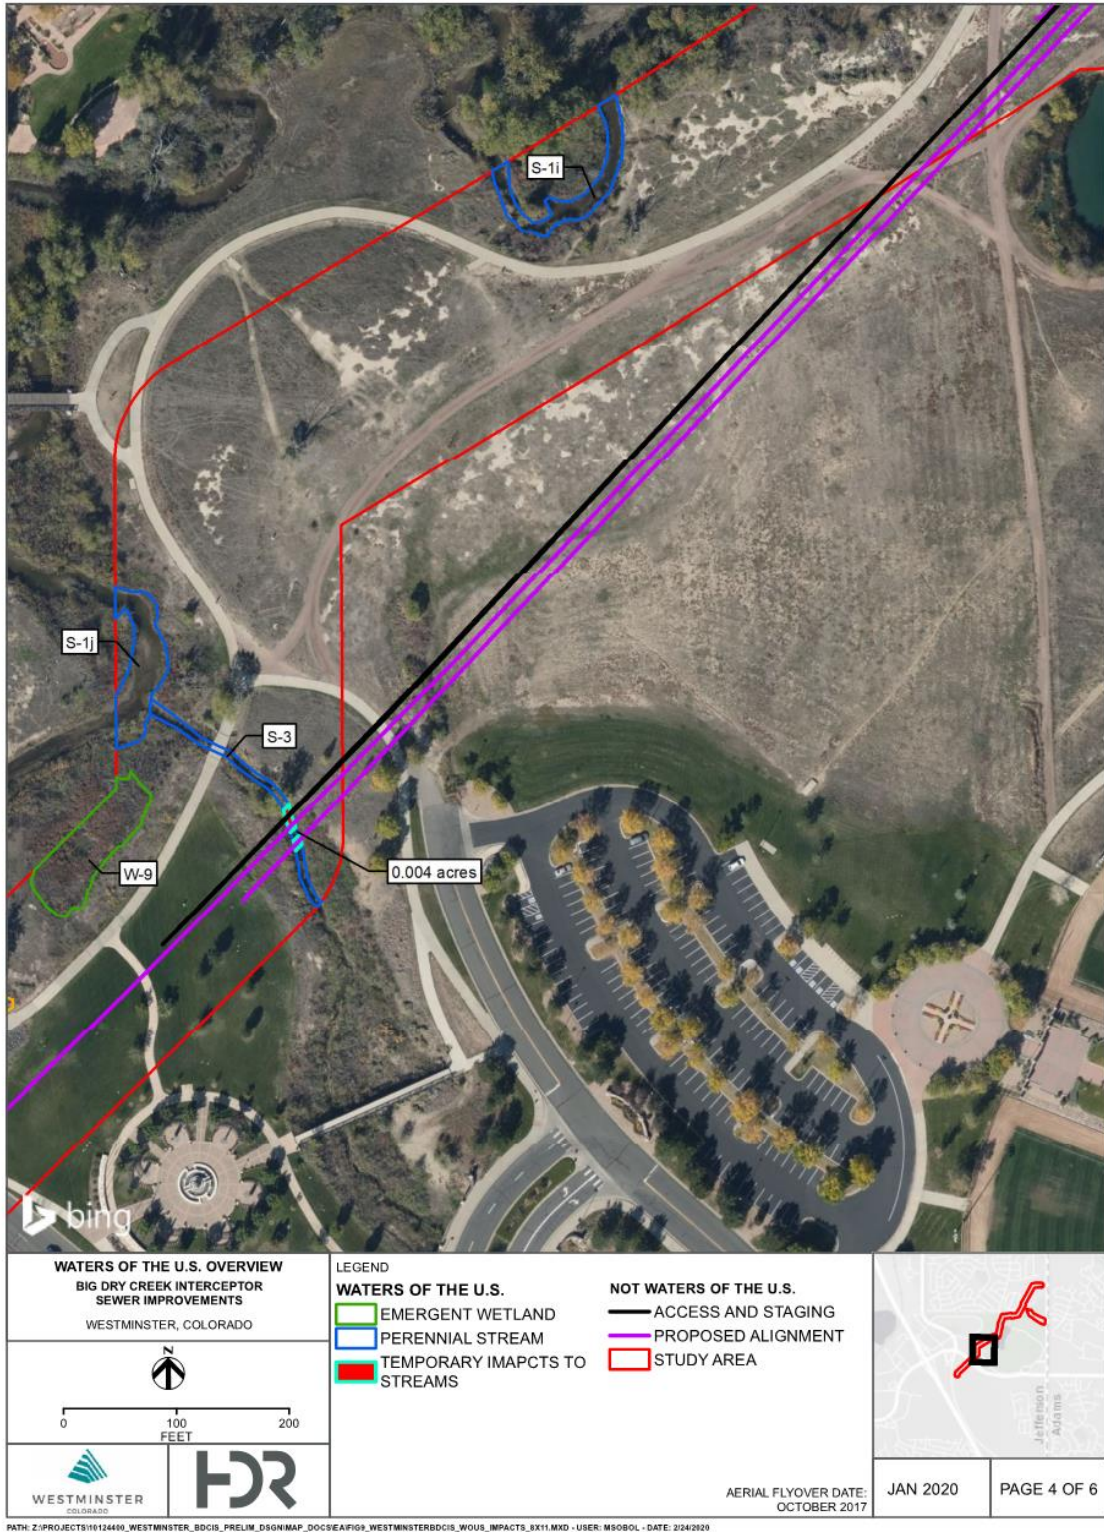 S-1i
S-1j
S-3
W-9
0.004 acres
bing
WATERS OF THE U.S. OVERVIEW
BIG DRY CREEK INTERCEPTOR
SEWER IMPROVEMENTS
WESTMINSTER, COLORADO
N
0 100 200
FEET
WESTMINSTER
COLORADO
HDR
LEGEND
WATERS OF THE U.S.
EMERGENT WETLAND
PERENNIAL STREAM
TEMPORARY IMAPCTS TO
STREAMS
NOT WATERS OF THE U.S.
ACCESS AND STAGING
PROPOSED ALIGNMENT
STUDY AREA
AERIAL FLYOVER DATE:
OCTOBER 2017
Jefferson
Adams
JAN 2020
PAGE 4 OF 6
PATH: Z:\PROJECTS\10124400_WESTMINSTER_BDCIS_PRELIM_DSGN\MAP_DOCS\EA\FIG9_WESTMINSTERBDCIS_WOUS_IMPACTS_8X11.MXD - USER: MSOBOL - DATE: 2/24/2020